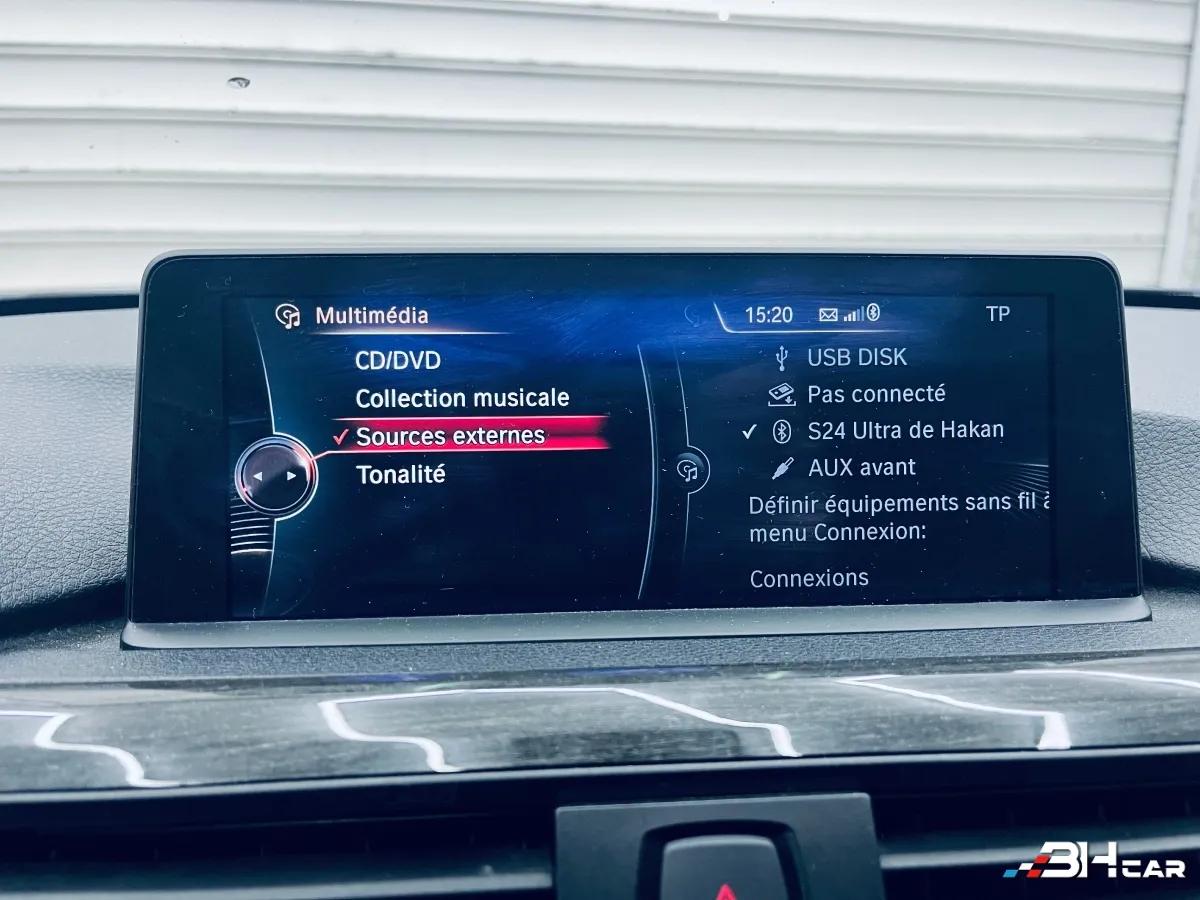 Multimédia
15:20
TP
CD/DVD
Collection musicale
Sources externes
Tonalité
USB DISK
Pas connecté
S24 Ultra de Hakan
AUX avant
Définir équipements sans fil à
menu Connexion:
Connexions
3HCAR